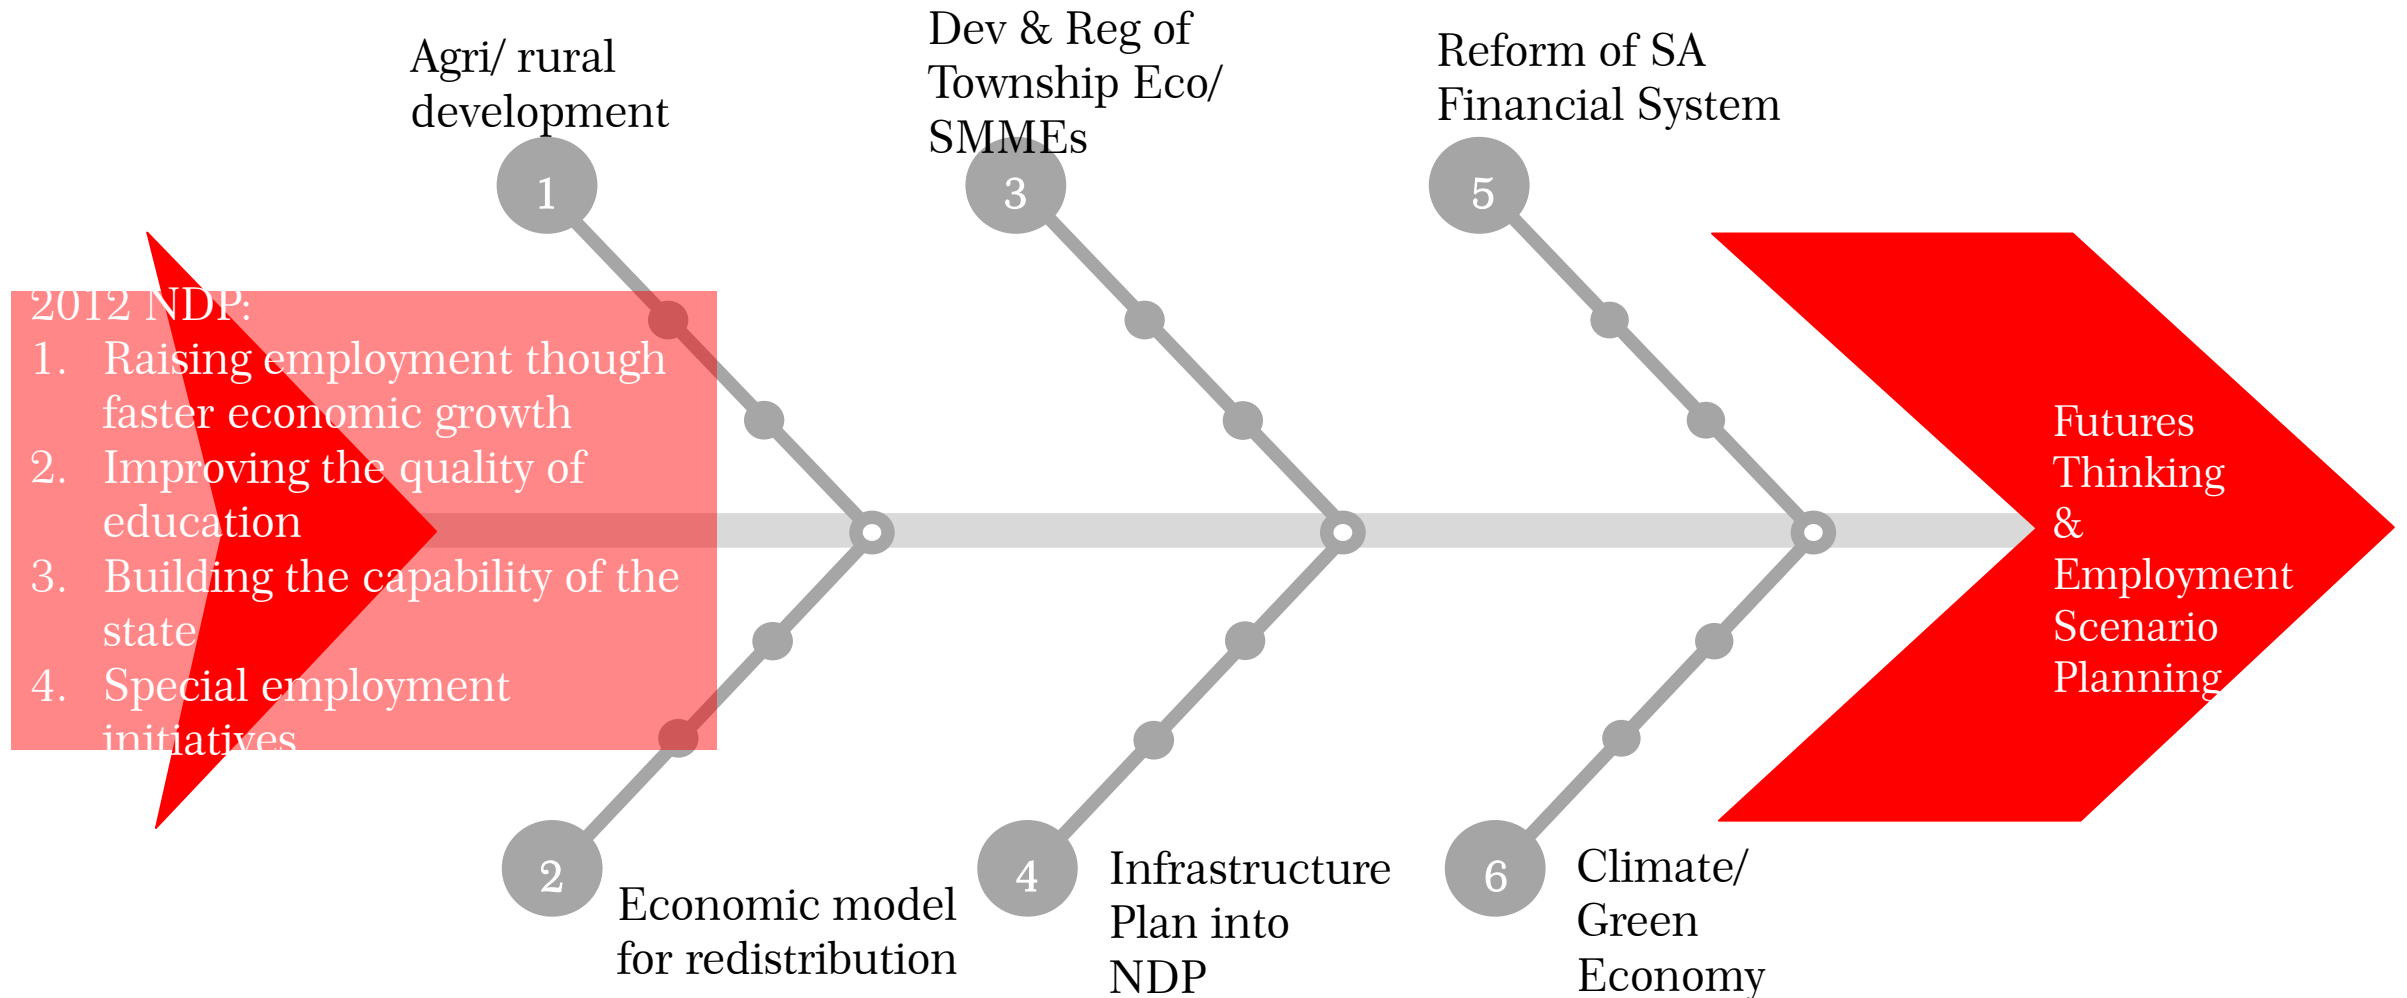 Agri/ rural
development
Dev & Reg of
Township Eco/
SMMEs
Reform of SA
Financial System
1
3
5
2012 NDP:
1. Raising employment though
faster economic growth
2. Improving the quality of
education
3. Building the capability of the
state
4. Special employment
initiatives
Futures
Thinking
&
Employment
Scenario
Planning
2
4
6
Economic model
for redistribution
Infrastructure
Plan into
NDP
Climate/
Green
Economy